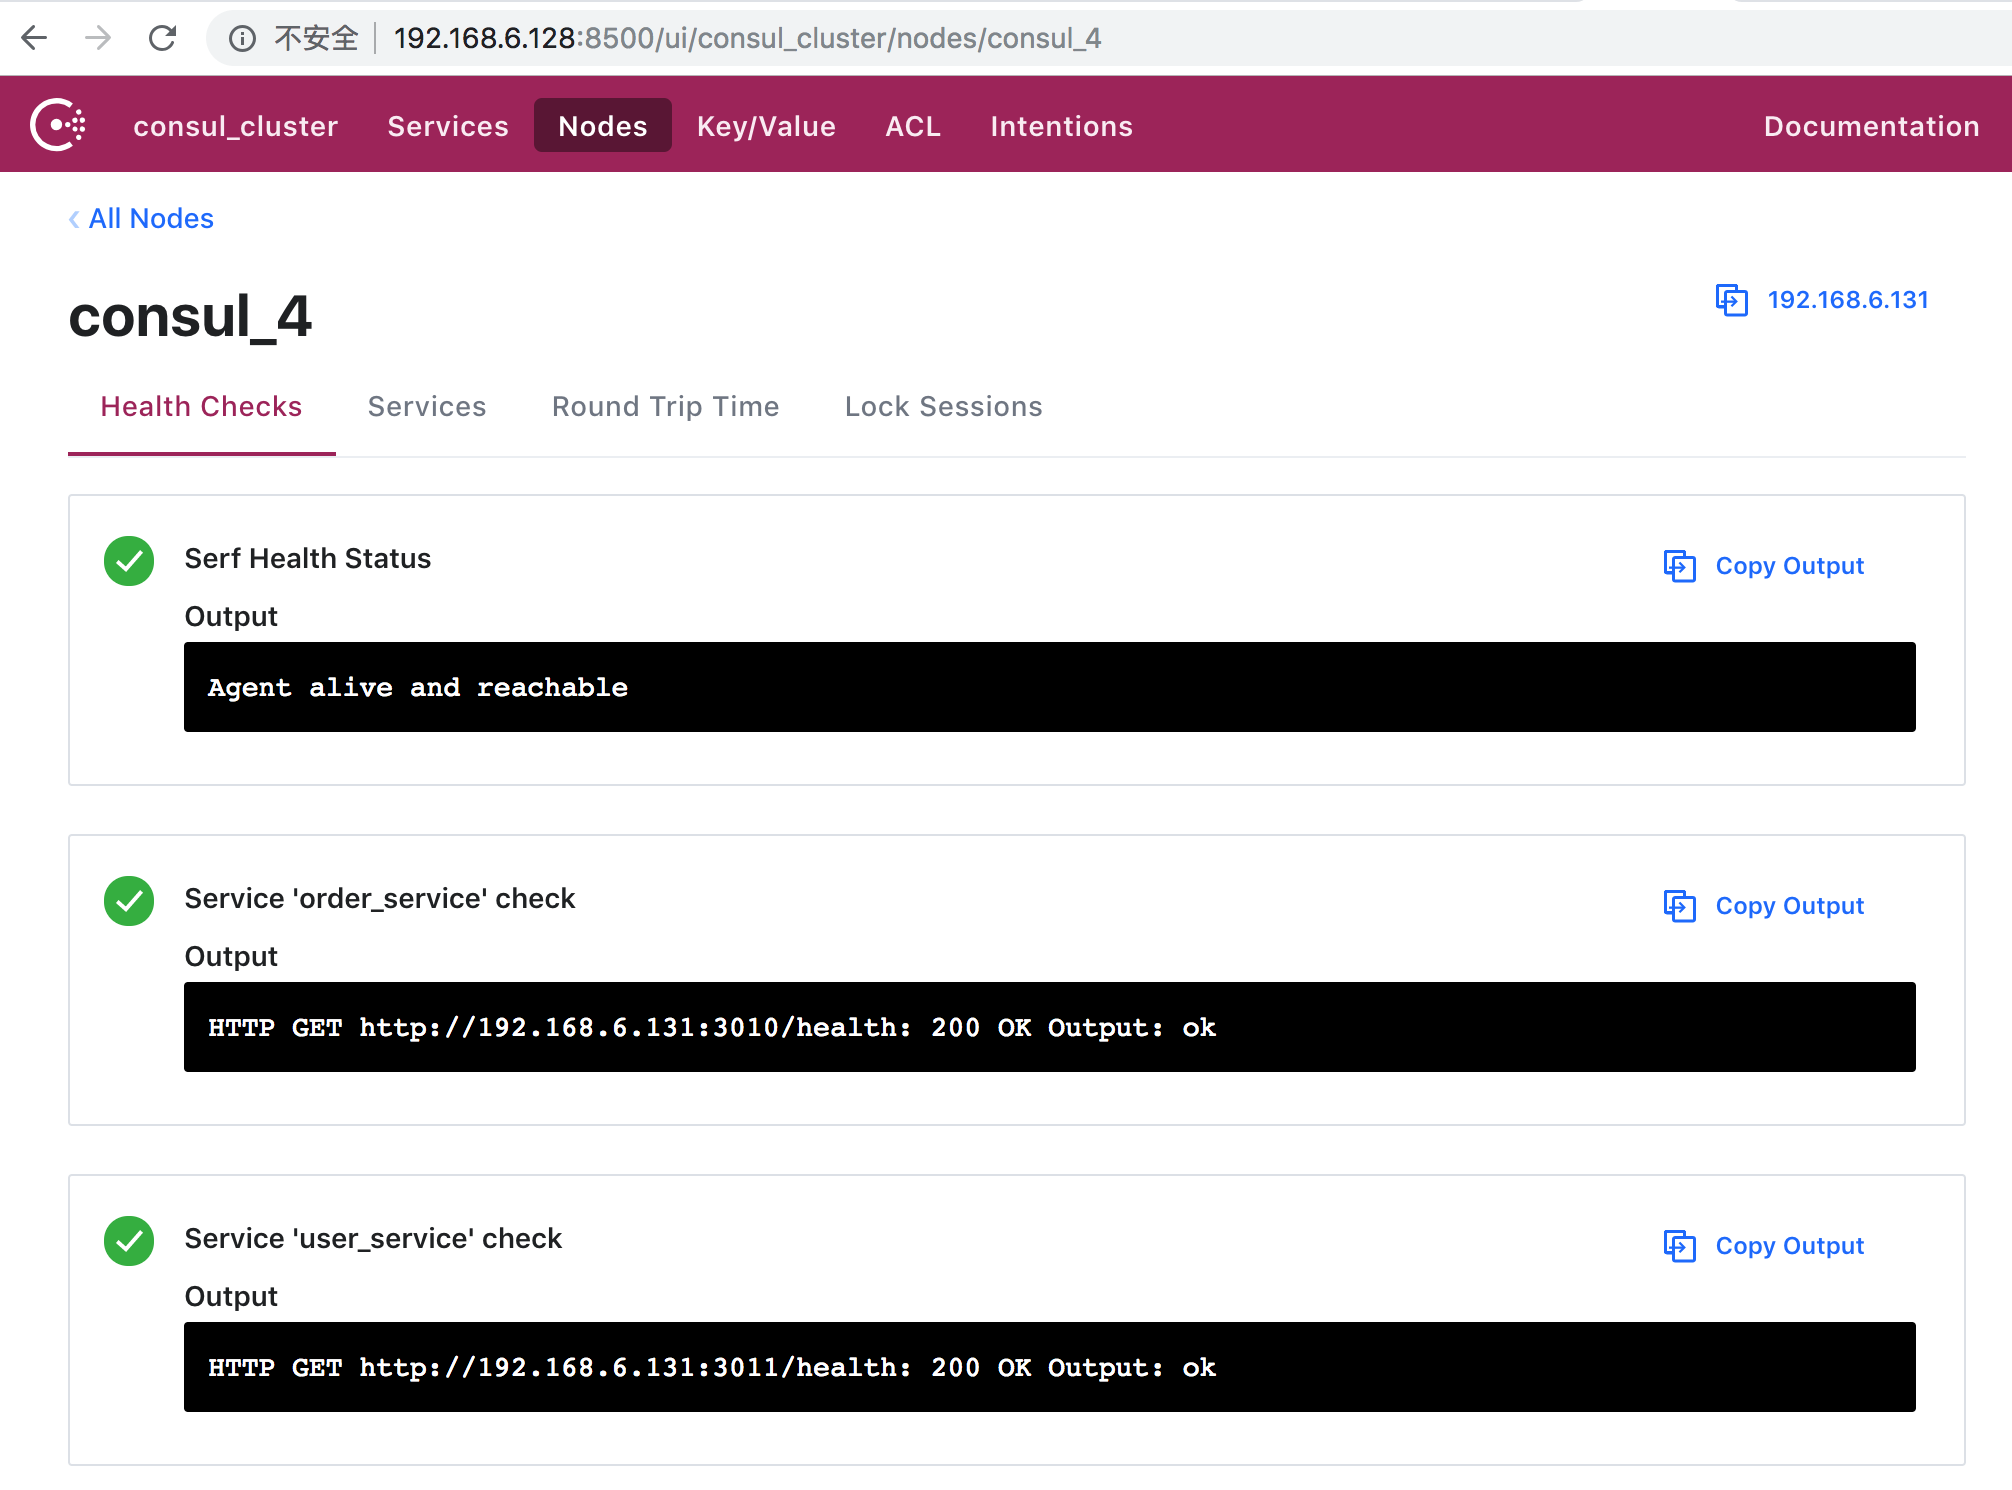 不安全 192.168.6.128:8500/ui/consul_cluster/nodes/consul_4
consul_cluster Services Nodes Key/Value ACL Intentions Documentation
All Nodes
consul_4
192.168.6.131
Health Checks Services Round Trip Time Lock Sessions
Serf Health Status
Copy Output
Output
Agent alive and reachable
Service 'order_service' check
Copy Output
Output
HTTP GET http://192.168.6.131:3010/health: 200 OK Output: ok
Service 'user_service' check
Copy Output
Output
HTTP GET http://192.168.6.131:3011/health: 200 OK Output: ok